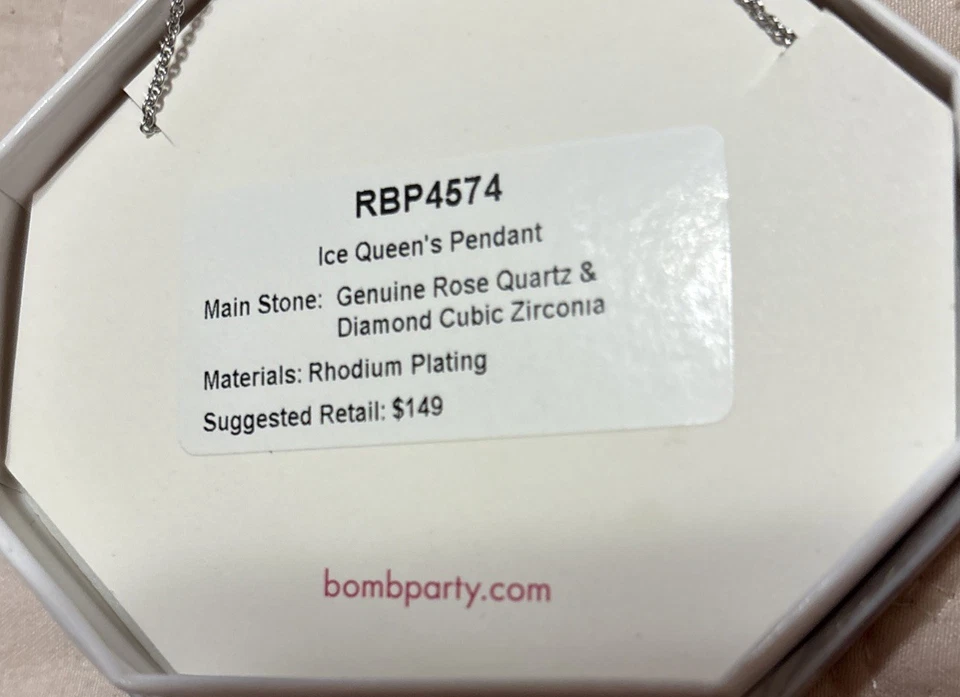 RBP4574
Ice Queen's Pendant
Main Stone: Genuine Rose Quartz &
Diamond Cubic Zirconia
Materials: Rhodium Plating
Suggested Retail: $149
bombparty.com